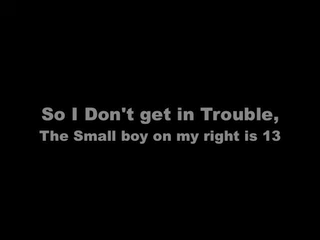 So I Don't get in Trouble,
The Small boy on my right is 13